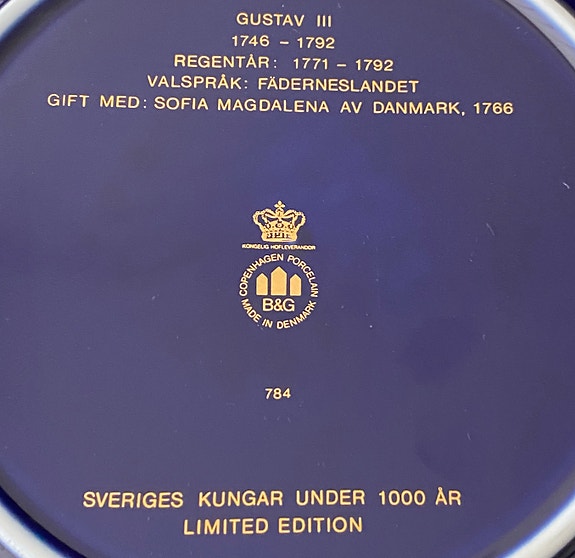 GUSTAV III
1746 – 1792
REGENTÅR: 1771 – 1792
VALSPRÅK: FÄDERNESLANDET
GIFT MED: SOFIA MAGDALENA AV DANMARK, 1766
KONGELIG HOFLEVERANDOR
COPENHAGEN PORCELAIN
B&G
MADE IN DENMARK
784
SVERIGES KUNGAR UNDER 1000 ÅR
LIMITED EDITION